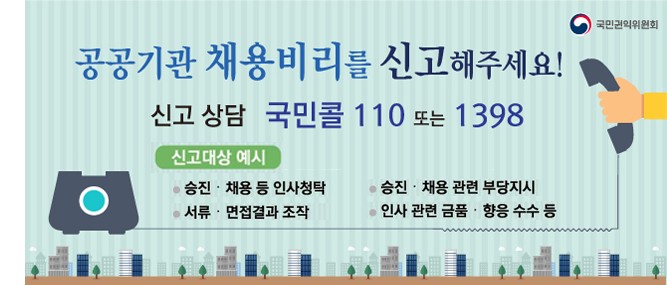 국민권익위원회
공공기관 채용비리를 신고해주세요!
신고 상담 국민콜 110 또는 1398
신고대상 예시
승진 · 채용 등 인사청탁
승진 · 채용 관련 부당지시
서류 · 면접결과 조작
인사 관련 금품 · 향응 수수 등